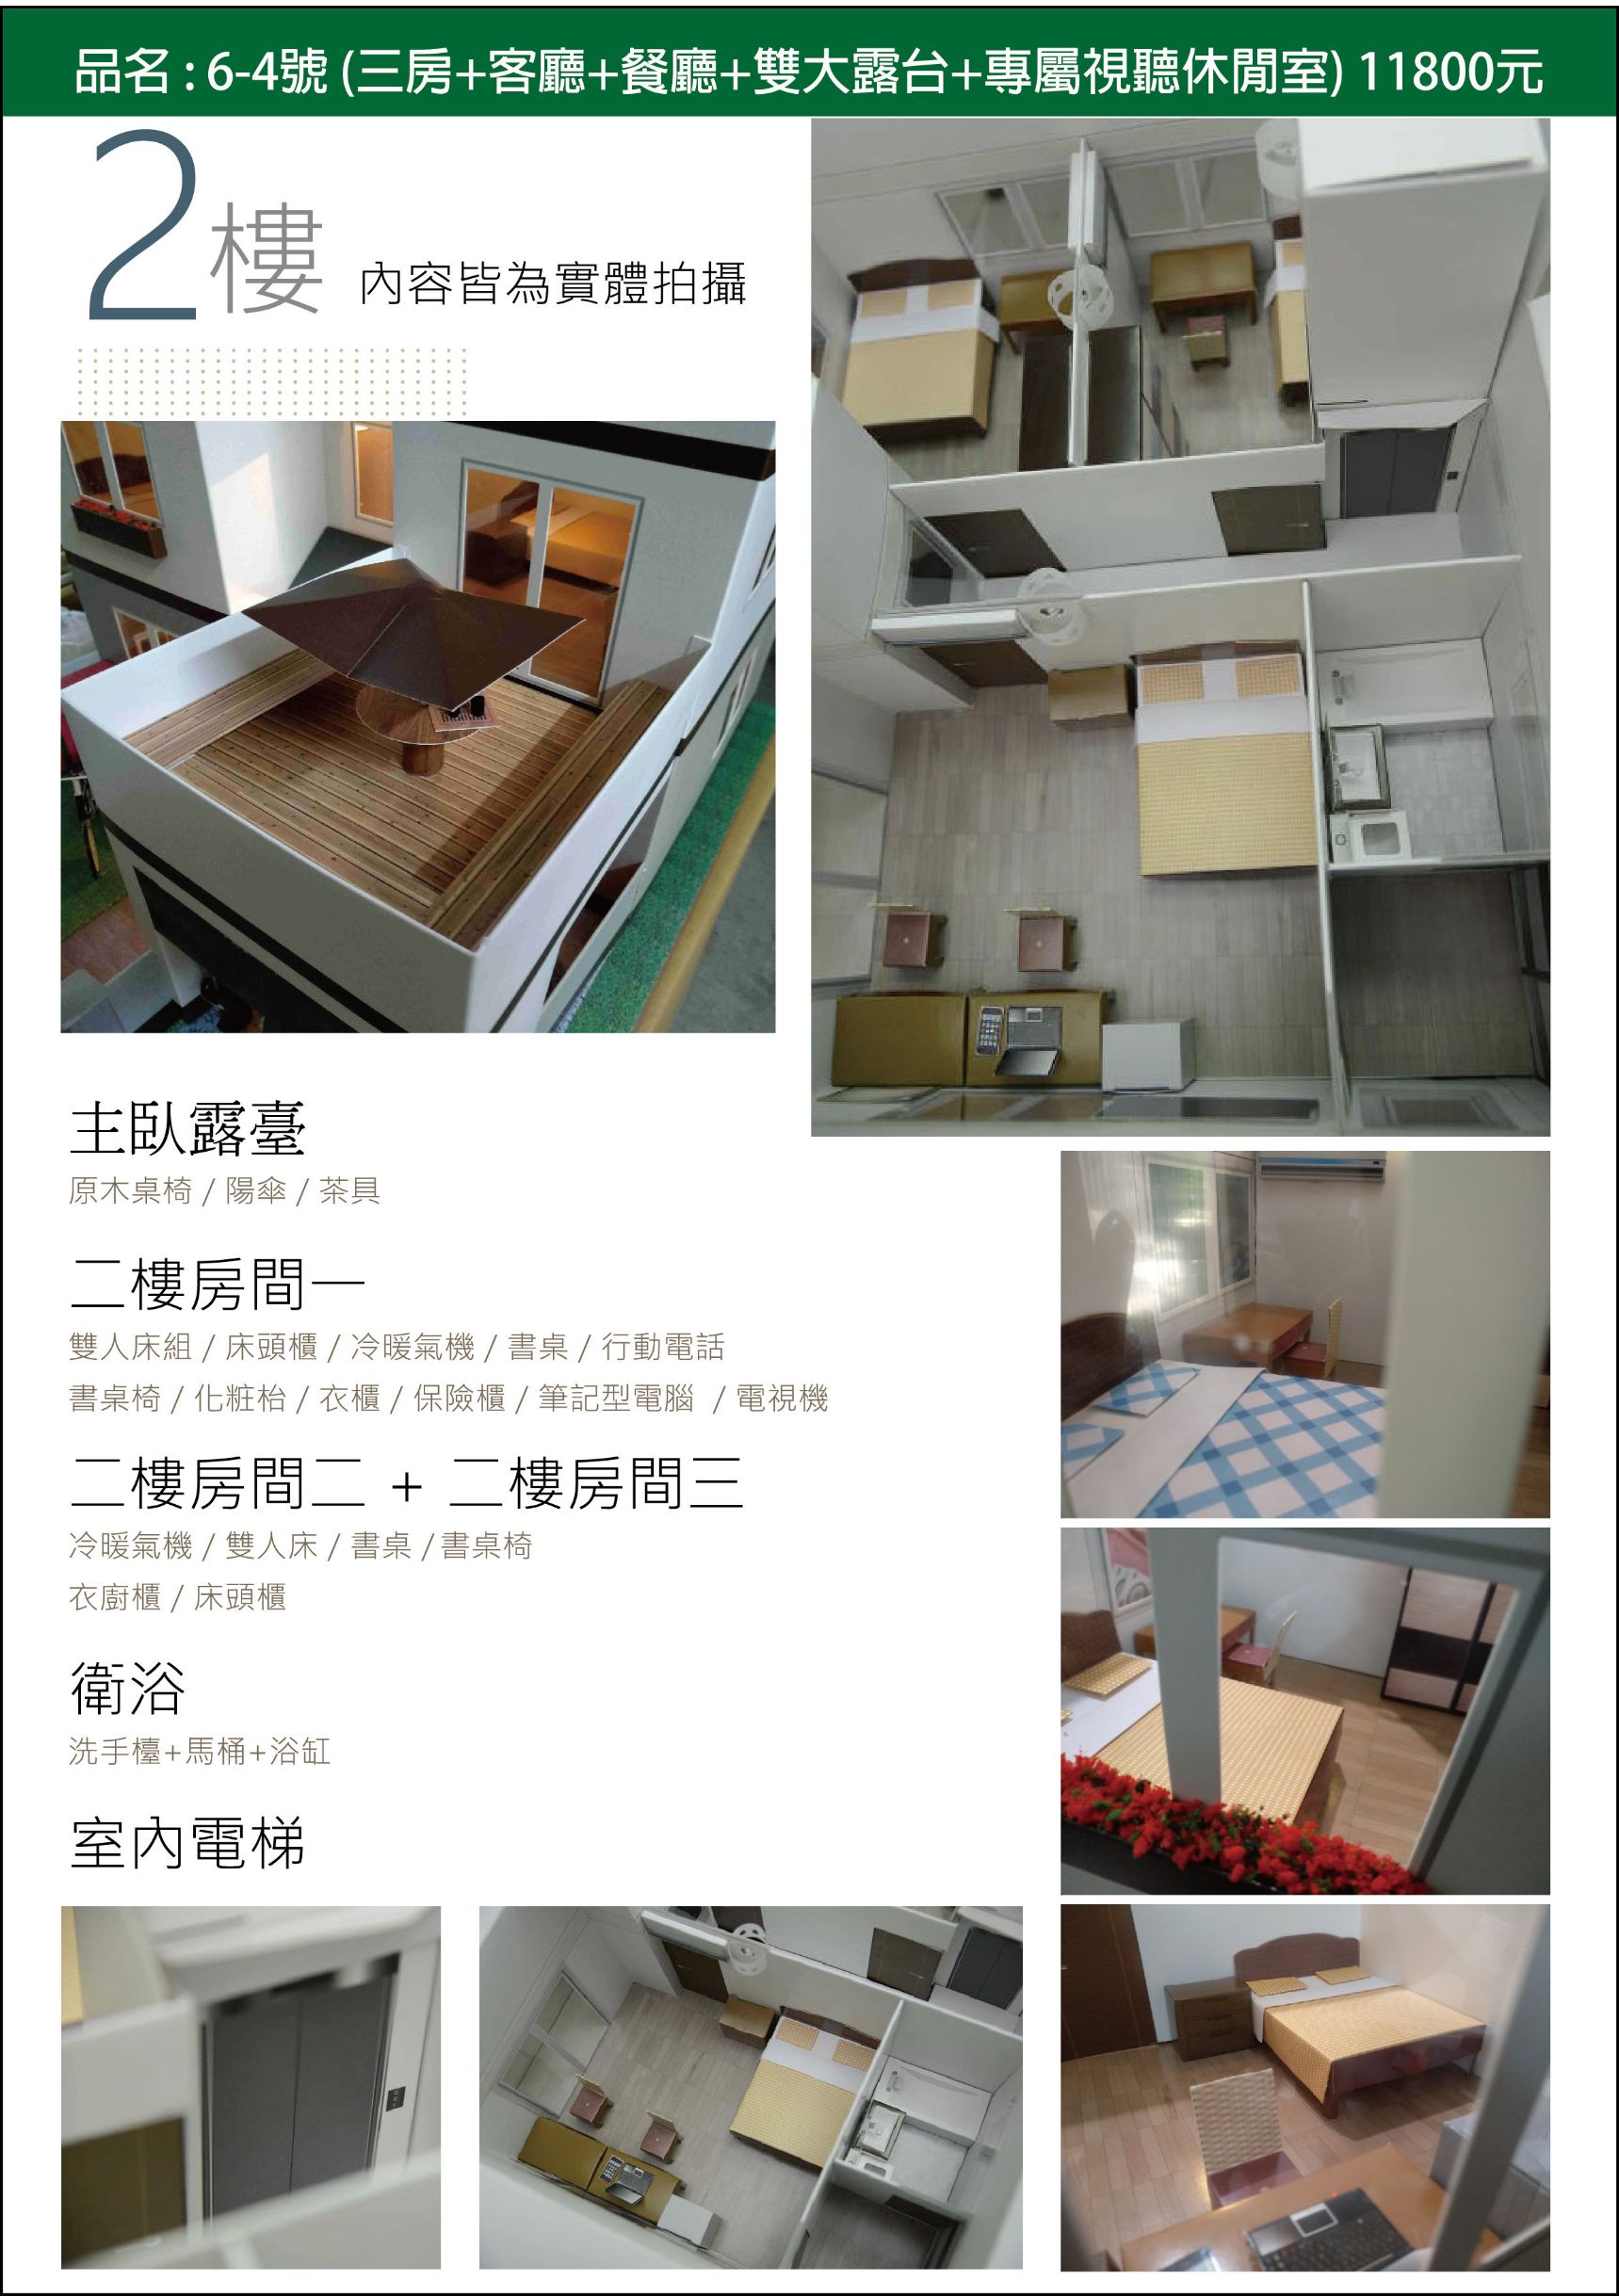 品名 : 6-4號 (三房+客廳+餐廳+雙大露台+專屬視聽休閒室) 11800元
2樓 內容皆為實體拍攝
主臥露臺
原木桌椅 / 陽傘 / 茶具
二樓房間一
雙人床組 / 床頭櫃 / 冷暖氣機 / 書桌 / 行動電話
書桌椅 / 化粧枱 / 衣櫃 / 保險櫃 / 筆記型電腦 / 電視機
二樓房間二 + 二樓房間三
冷暖氣機 / 雙人床 / 書桌 /書桌椅
衣廚櫃 / 床頭櫃
衛浴
洗手檯+馬桶+浴缸
室內電梯